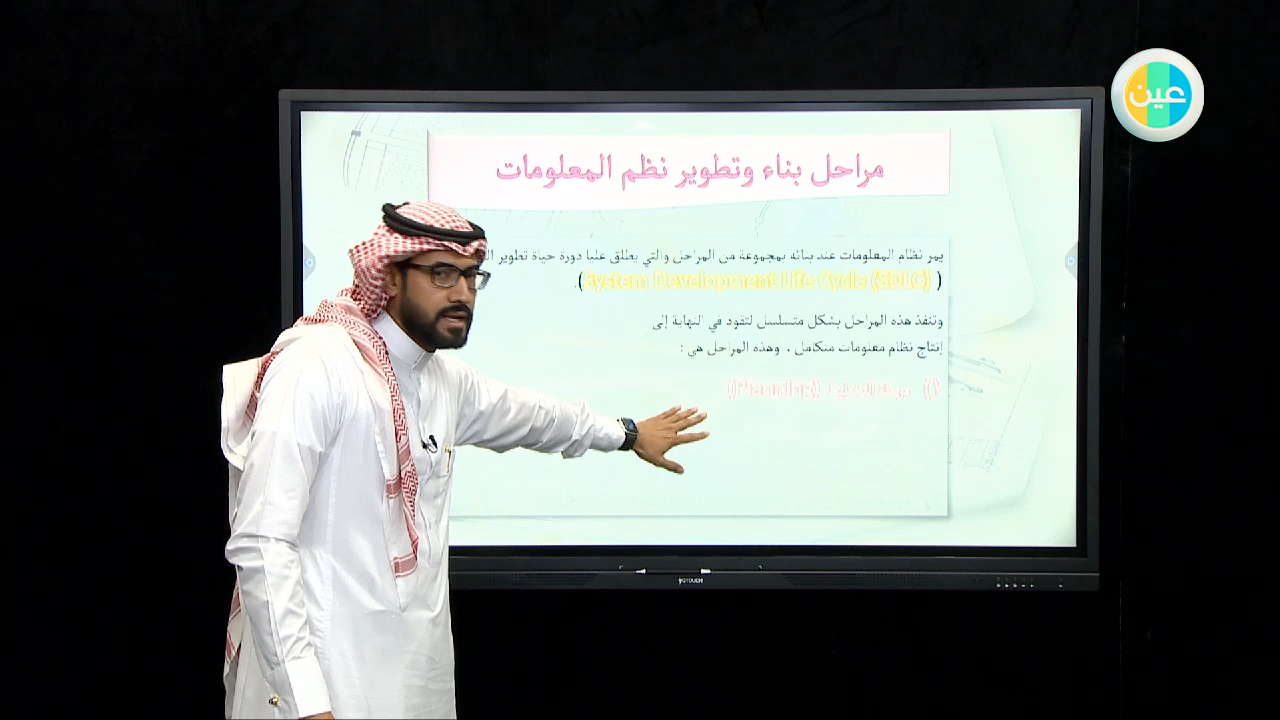 عين
مراحل بناء وتطوير نظم المعلومات
يمر نظام المعلومات عند بنائه بمجموعة من المراحل والتي يطلق عليا دورة حياة تطوير
( System Development Life Cycle (SDLC)).
وتنفذ هذه المراحل بشكل متسلسل لتقود في النهاية إلى
إنتاج نظام معلومات متكامل . وهذه المراحل هي :
١) مرحلة التخطيط (Planning)